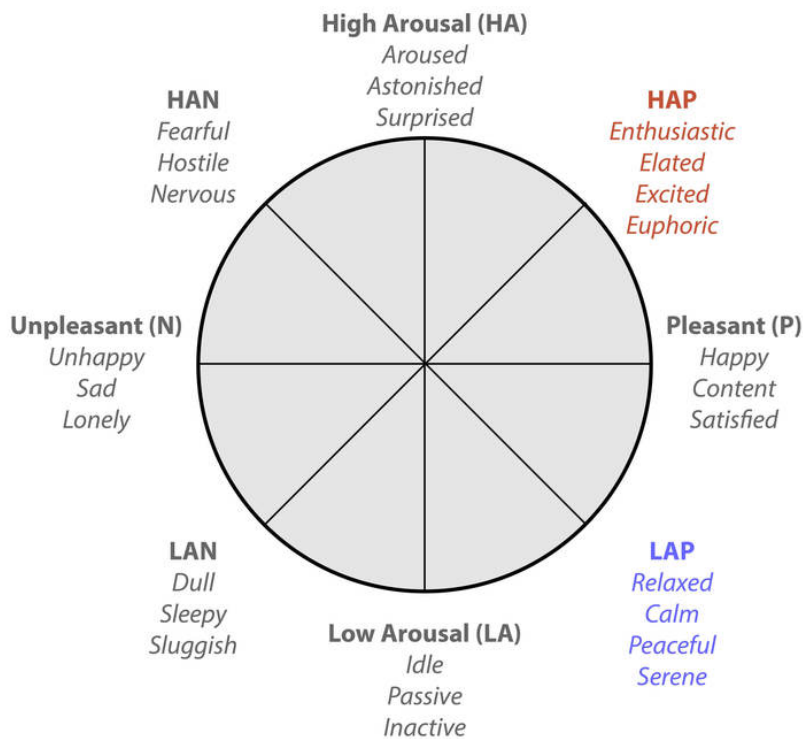 High Arousal (HA)
Aroused
Astonished
Surprised
HAN
Fearful
Hostile
Nervous
HAP
Enthusiastic
Elated
Excited
Euphoric
Unpleasant (N)
Unhappy
Sad
Lonely
Pleasant (P)
Happy
Content
Satisfied
LAN
Dull
Sleepy
Sluggish
Low Arousal (LA)
Idle
Passive
Inactive
LAP
Relaxed
Calm
Peaceful
Serene